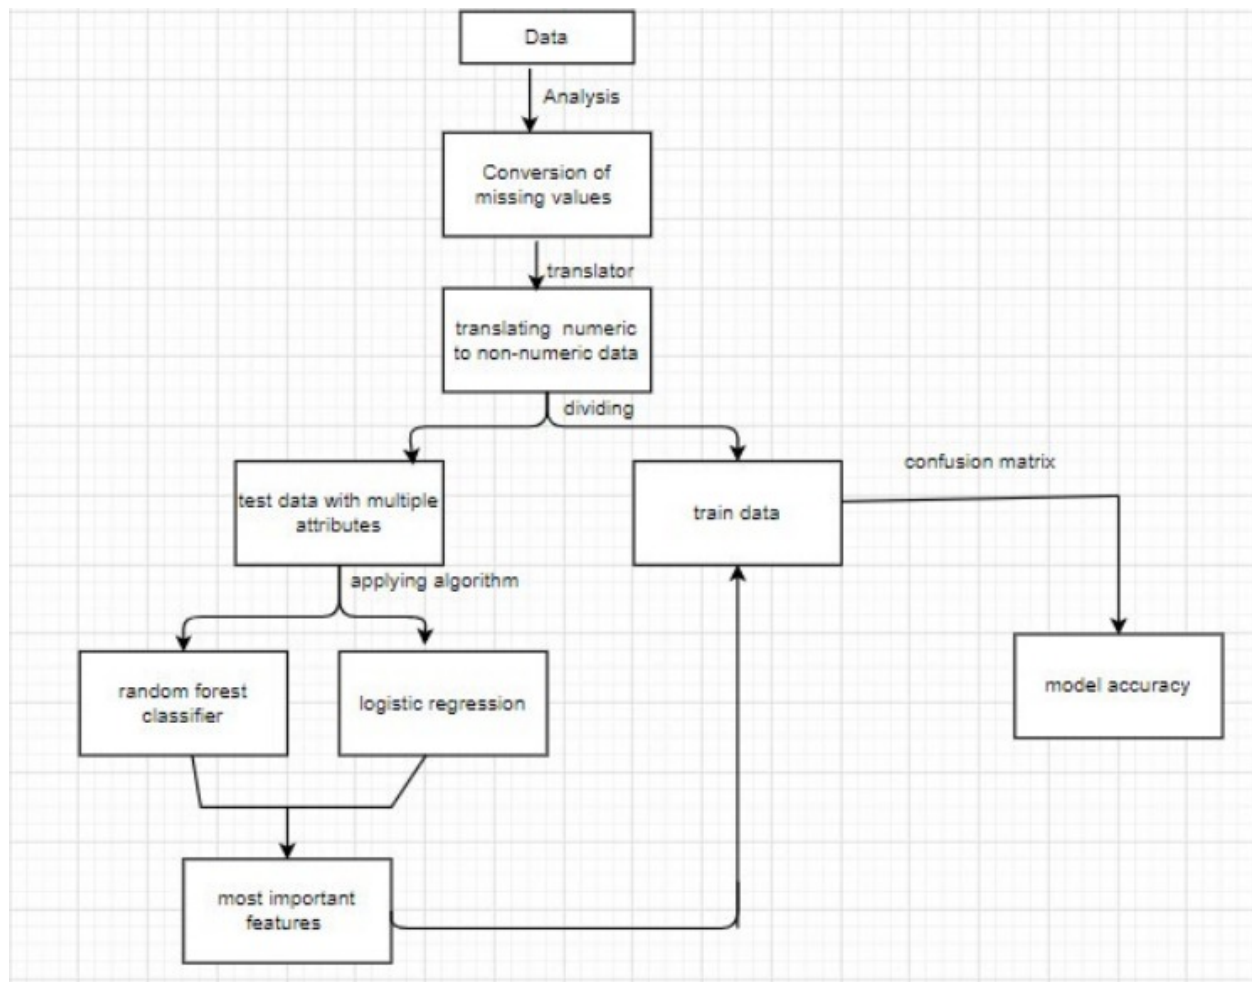 Data
Analysis
Conversion of
missing values
translator
translating numeric
to non-numeric data
dividing
test data with multiple
attributes
train data
confusion matrix
applying algorithm
random forest
classifier
logistic regression
model accuracy
most important
features